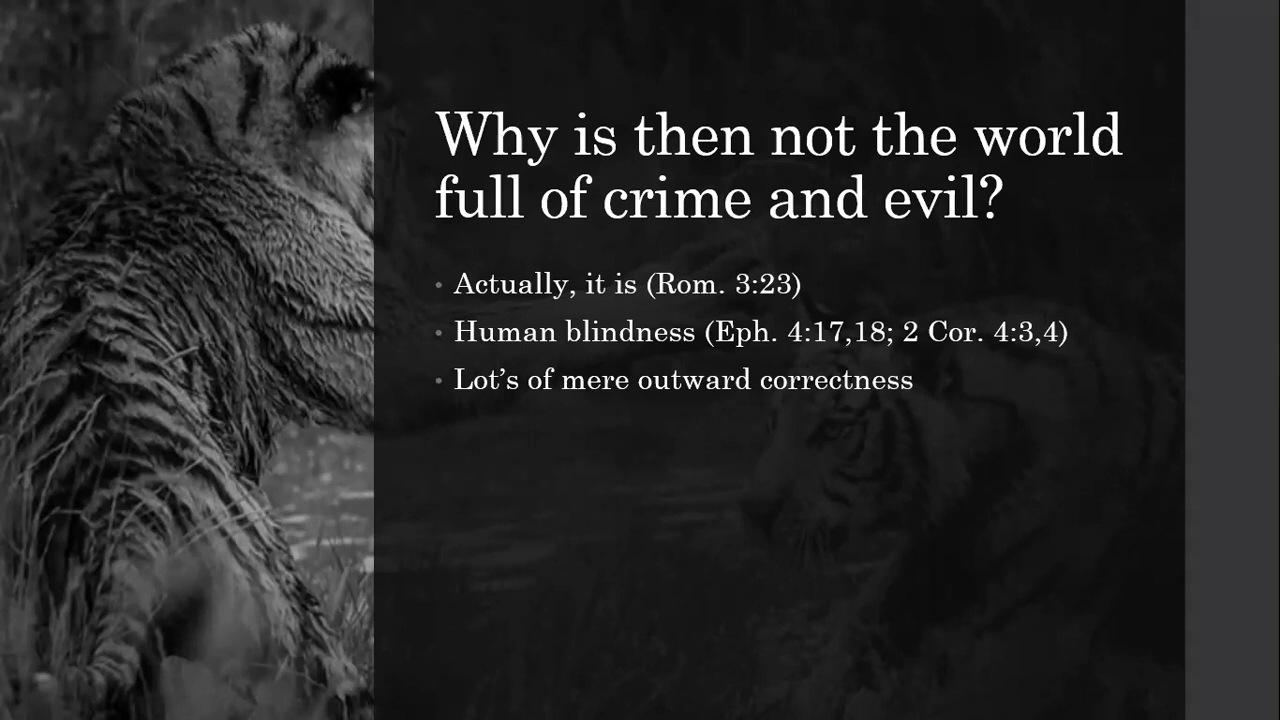 Why is then not the world
full of crime and evil?
• Actually, it is (Rom. 3:23)
• Human blindness (Eph. 4:17,18; 2 Cor. 4:3,4)
• Lot’s of mere outward correctness